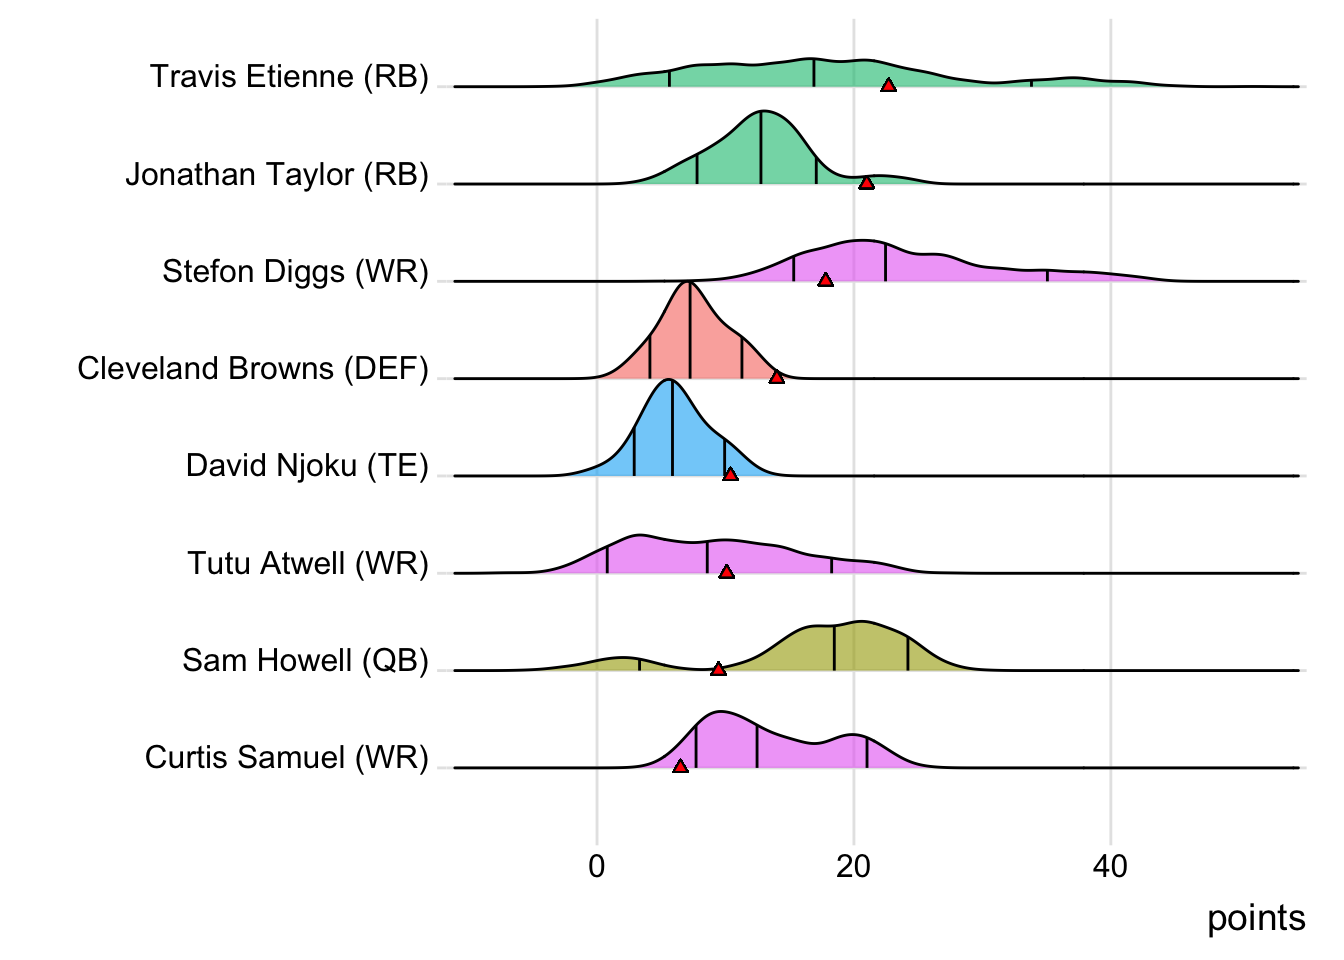 Travis Etienne (RB)
Jonathan Taylor (RB)
Stefon Diggs (WR)
Cleveland Browns (DEF)
David Njoku (TE)
Tutu Atwell (WR)
Sam Howell (QB)
Curtis Samuel (WR)
0 20 40
points